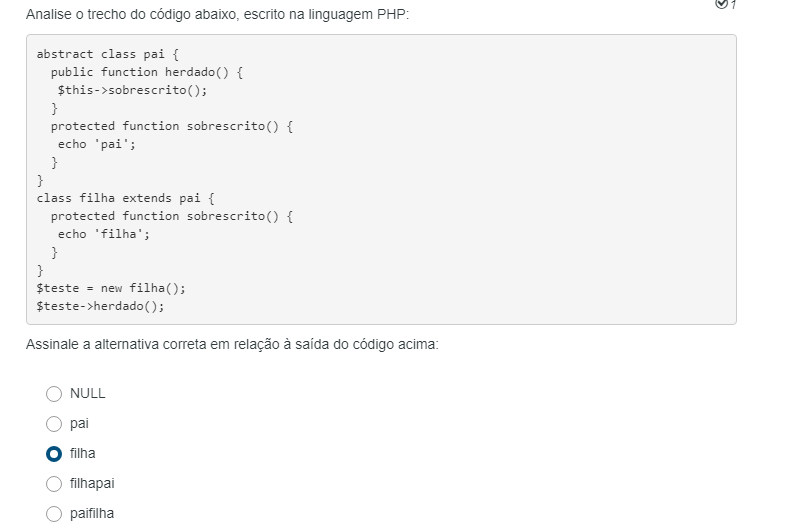 Analise o trecho do código abaixo, escrito na linguagem PHP:
abstract class pai {
  public function herdado() {
   $this->sobrescrito();
  }
  protected function sobrescrito() {
   echo 'pai';
  }
}
class filha extends pai {
  protected function sobrescrito() {
   echo 'filha';
  }
}
$teste = new filha();
$teste->herdado();
Assinale a alternativa correta em relação à saída do código acima:
NULL
pai
filha
filhapai
paifilha